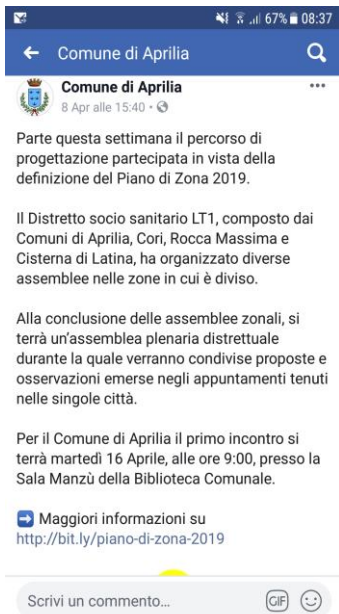 67% 08:37
Comune di Aprilia
Comune di Aprilia
8 Apr alle 15:40 •
Parte questa settimana il percorso di
progettazione partecipata in vista della
definizione del Piano di Zona 2019.
Il Distretto socio sanitario LT1, composto dai
Comuni di Aprilia, Cori, Rocca Massima e
Cisterna di Latina, ha organizzato diverse
assemblee nelle zone in cui è diviso.
Alla conclusione delle assemblee zonali, si
terrà un'assemblea plenaria distrettuale
durante la quale verranno condivise proposte e
osservazioni emerse negli appuntamenti tenuti
nelle singole città.
Per il Comune di Aprilia il primo incontro si
terrà martedì 16 Aprile, alle ore 9:00, presso la
Sala Manzù della Biblioteca Comunale.
Maggiori informazioni su
http://bit.ly/piano-di-zona-2019
Scrivi un commento... GIF